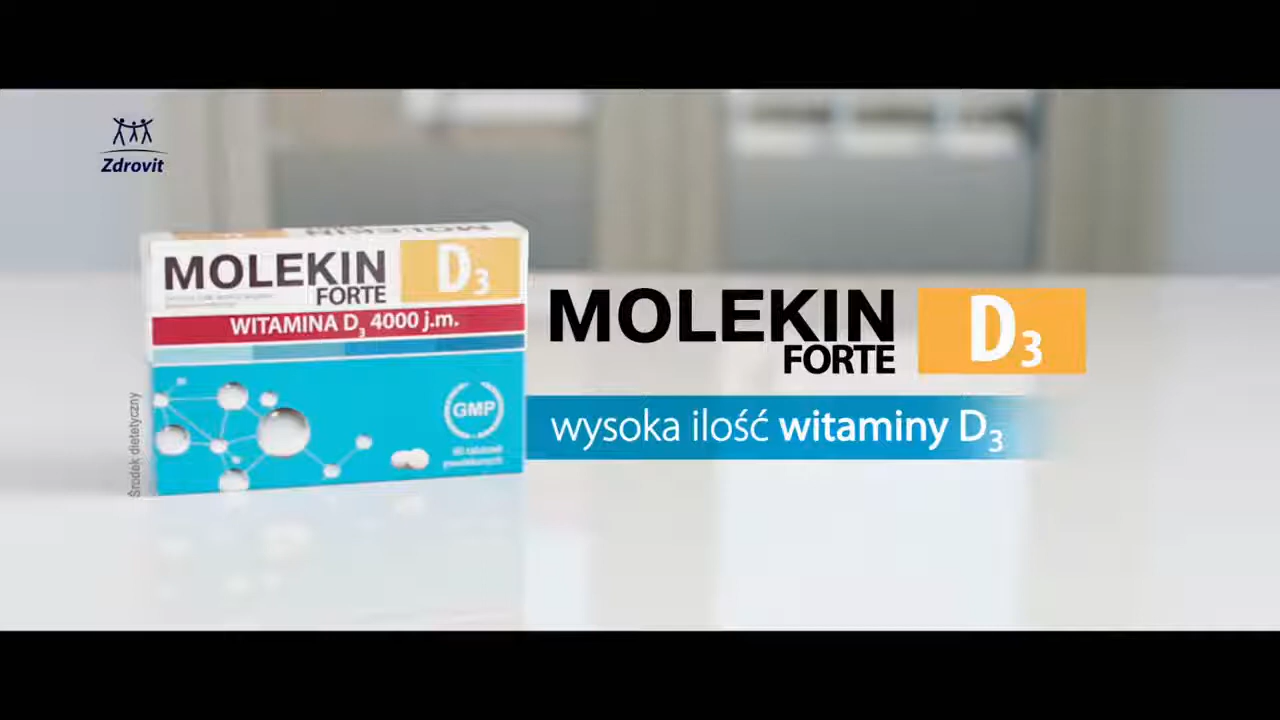 Zdrovit
MOLEKIN
FORTE
D3
WITAMINA D3 4000 j.m.
GMP
Środek dietetyczny
MOLEKIN
FORTE
D3
wysoka ilość witaminy D3